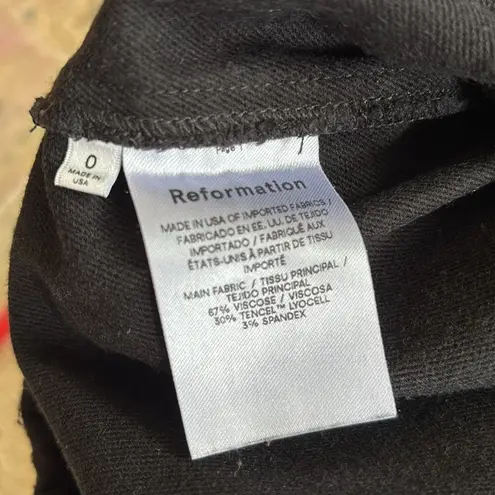 Page 1
0
MADE IN
USA
Reformation
MADE IN USA OF IMPORTED FABRICS /
FABRICADO EN EE. UU. DE TEJIDO
IMPORTADO / FABRIQUÉ AUX
ÉTATS-UNIS À PARTIR DE TISSU
IMPORTÉ
MAIN FABRIC / TISSU PRINCIPAL /
TEJIDO PRINCIPAL
67% VISCOSE / VISCOSA
30% TENCEL™ LYOCELL
3% SPANDEX